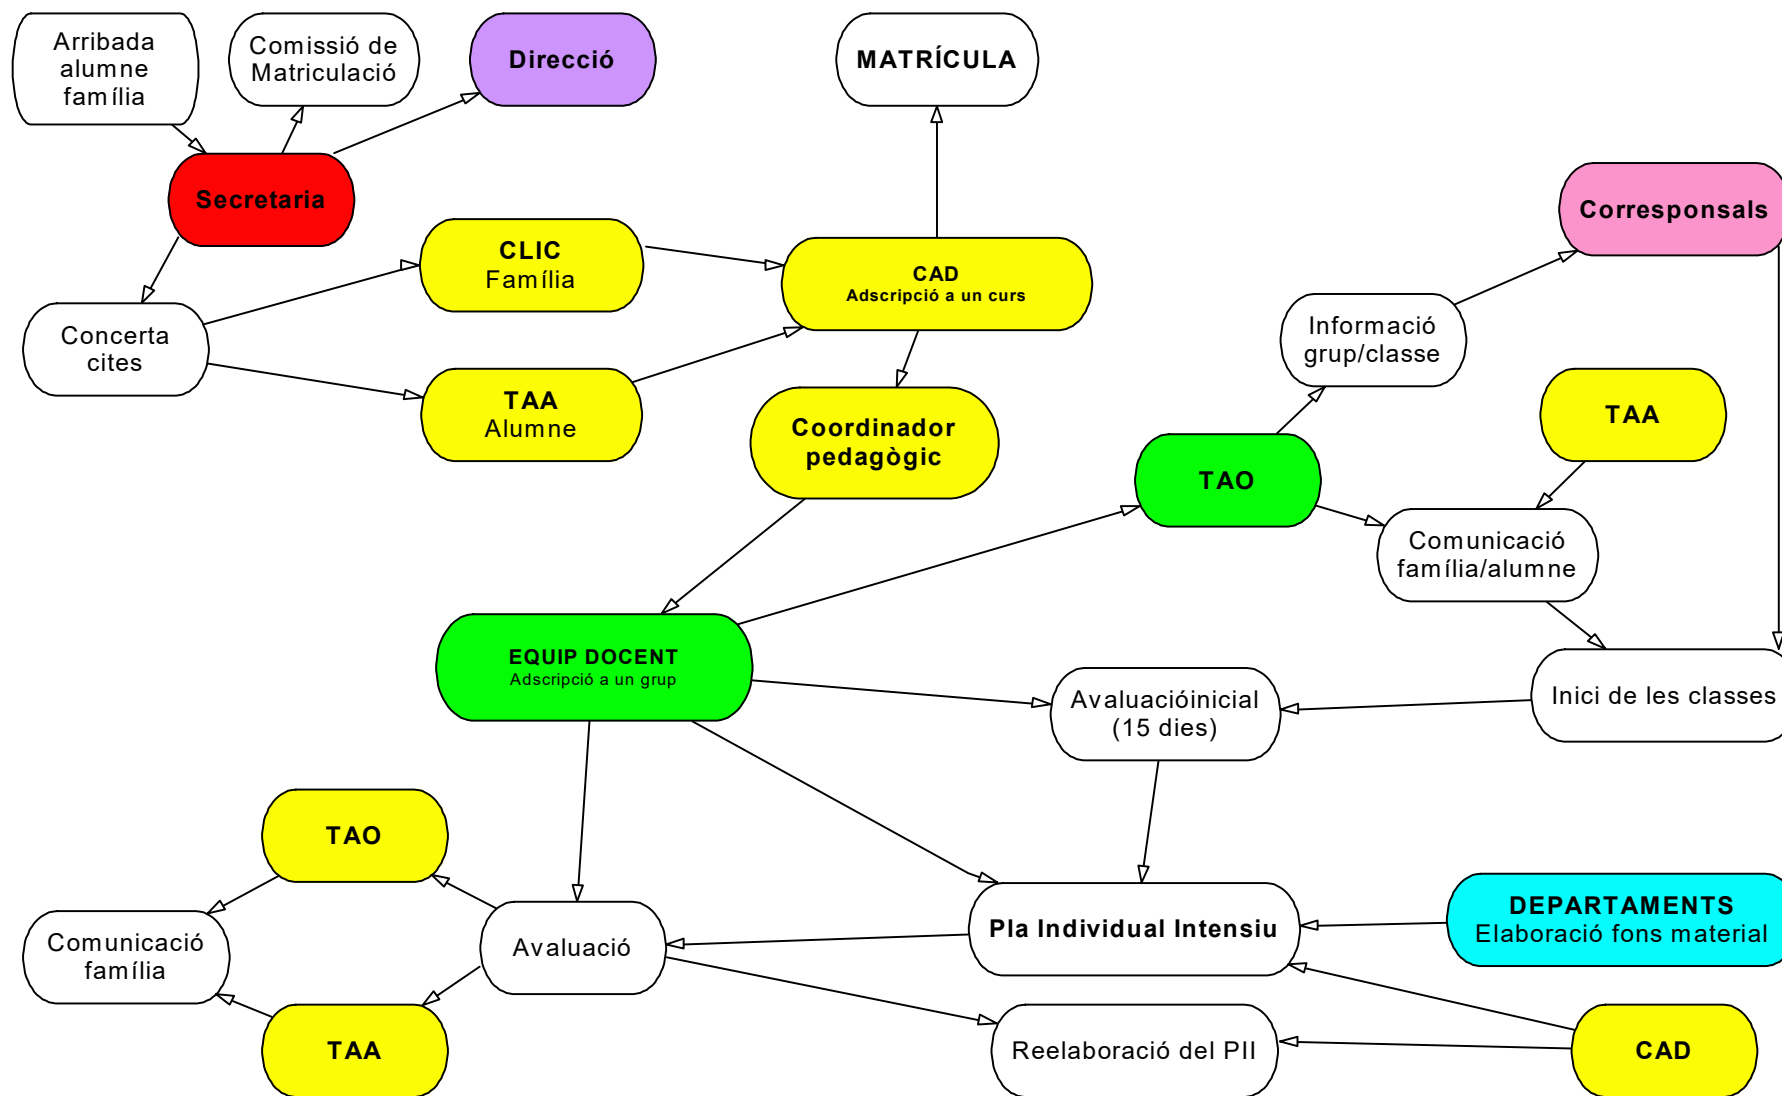 Arribada
alumne
família
Comissió de
Matriculació
Direcció
MATRÍCULA
Secretaria
Corresponsals
CLIC
Família
CAD
Adscripció a un curs
Concerta
cites
Informació
grup/classe
TAA
Alumne
TAA
Coordinador
pedagògic
TAO
Comunicació
família/alumne
EQUIP DOCENT
Adscripció a un grup
Avaluacióinicial
(15 dies)
Inici de les classes
TAO
Comunicació
família
Avaluació
Pla Individual Intensiu
DEPARTAMENTS
Elaboració fons material
TAA
Reelaboració del PII
CAD